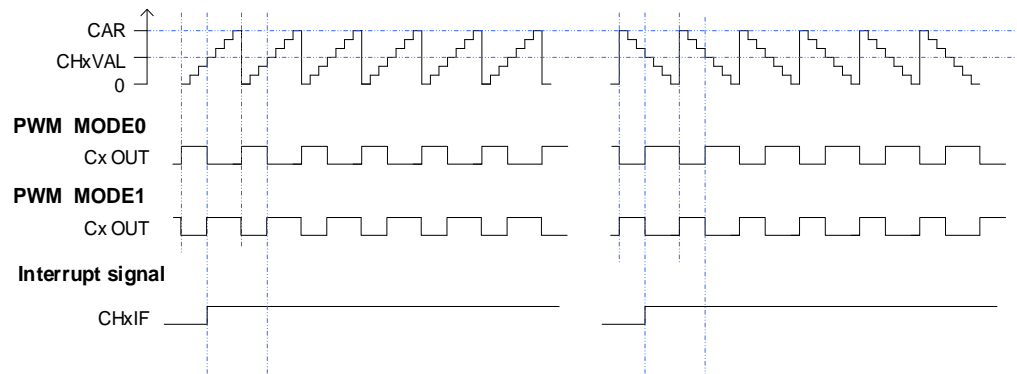 CAR
CHxVAL
0
PWM MODE0
Cx OUT
PWM MODE1
Cx OUT
Interrupt signal
CHxIF